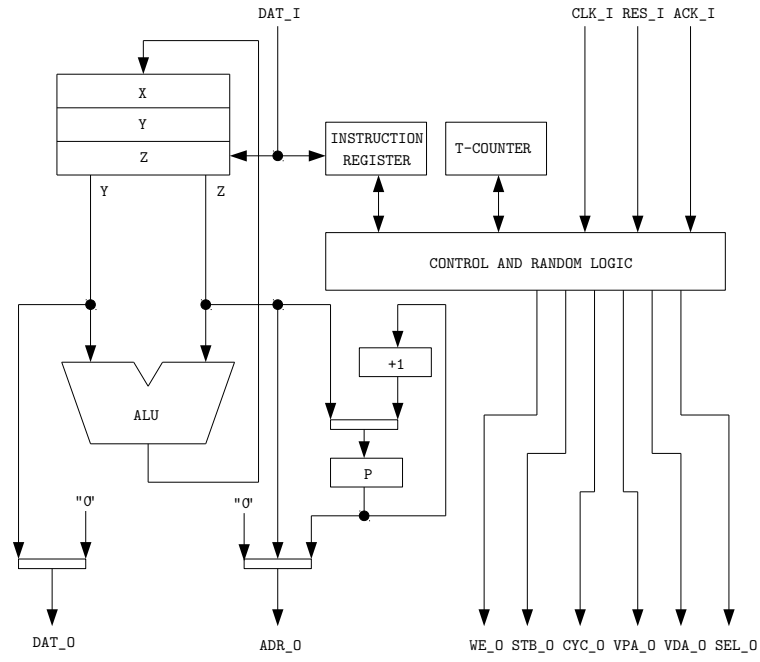 DAT_I
CLK_I RES_I ACK_I
X
Y
Z
INSTRUCTION
REGISTER
T-COUNTER
Y
Z
CONTROL AND RANDOM LOGIC
+1
ALU
P
"0"
"0"
DAT_O
ADR_O
WE_O STB_O CYC_O VPA_O VDA_O SEL_O